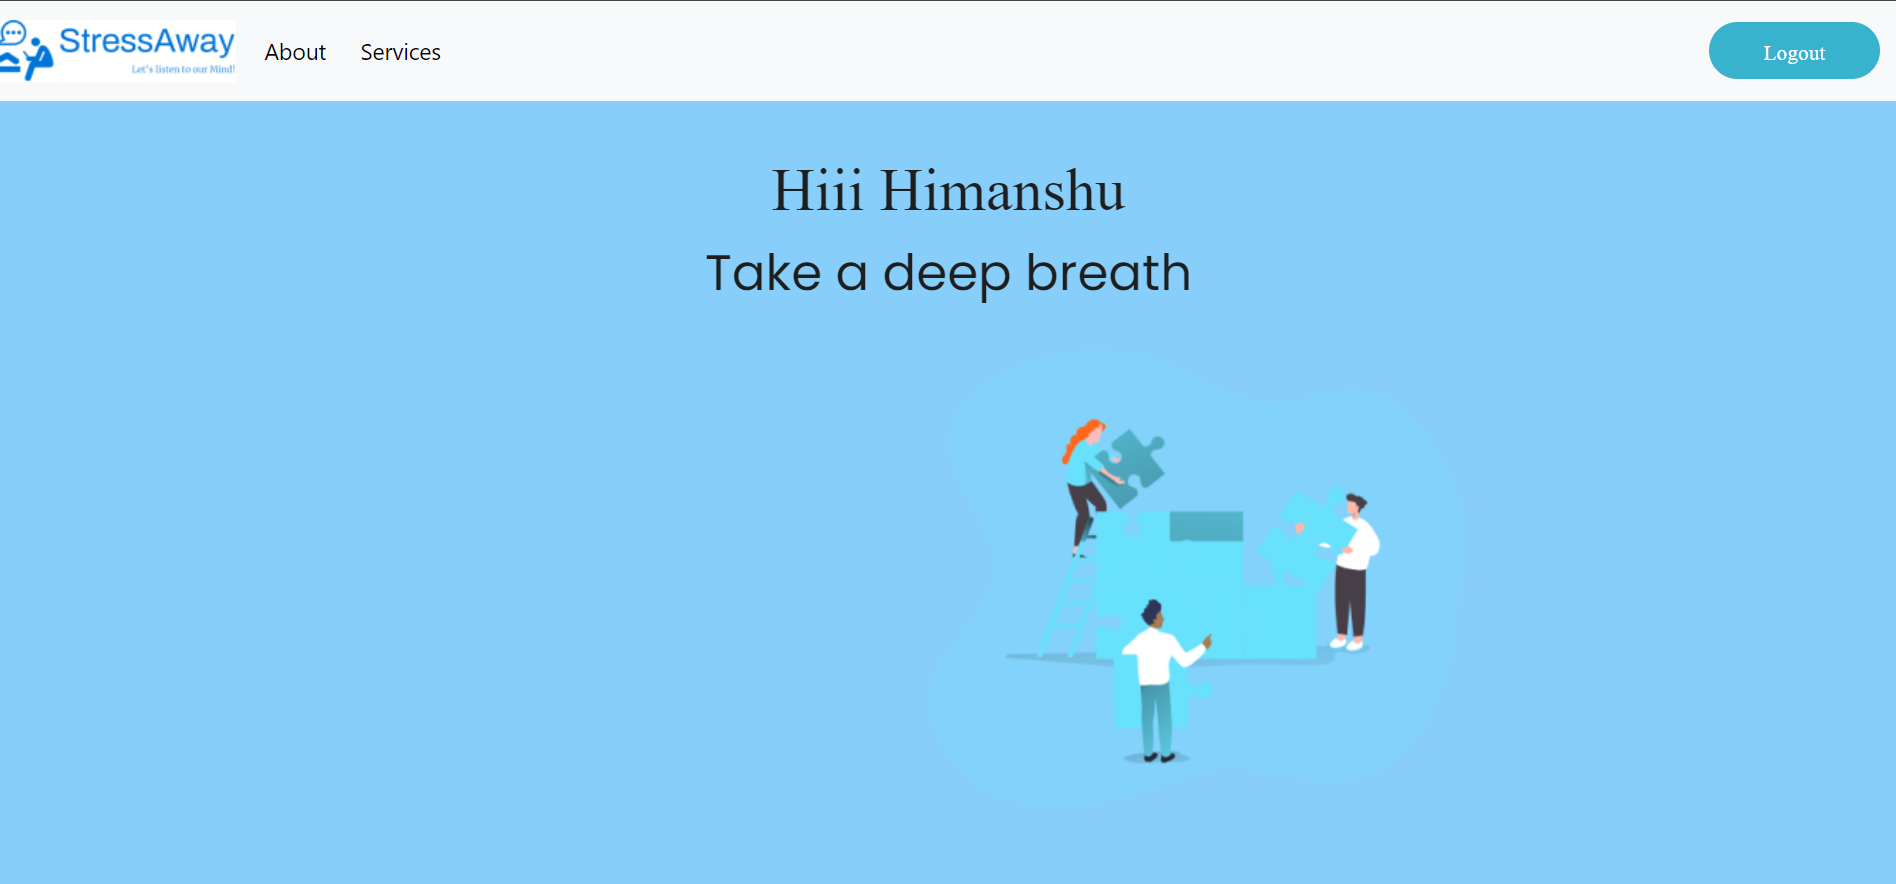 StressAway
Let's listen to our Mind!
About
Services
Logout
Hiii Himanshu
Take a deep breath